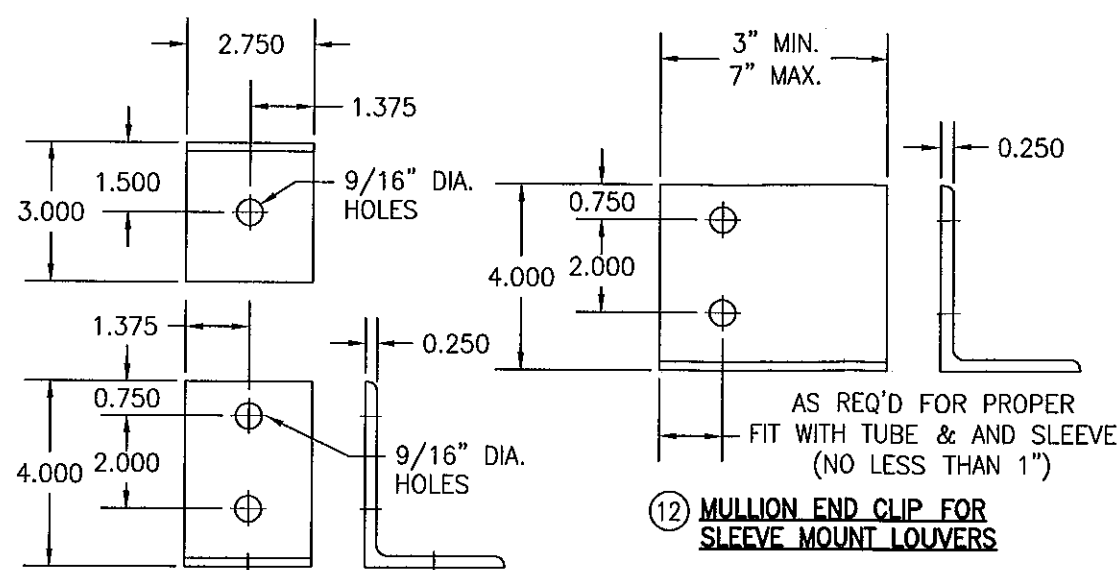 2.750
1.375
1.500
3.000
9/16" DIA.
HOLES
1.375
0.250
0.750
2.000
4.000
9/16" DIA.
HOLES
3" MIN.
7" MAX.
0.250
0.750
2.000
4.000
AS REQ'D FOR PROPER
FIT WITH TUBE & AND SLEEVE
(NO LESS THAN 1")
12 MULLION END CLIP FOR
SLEEVE MOUNT LOUVERS